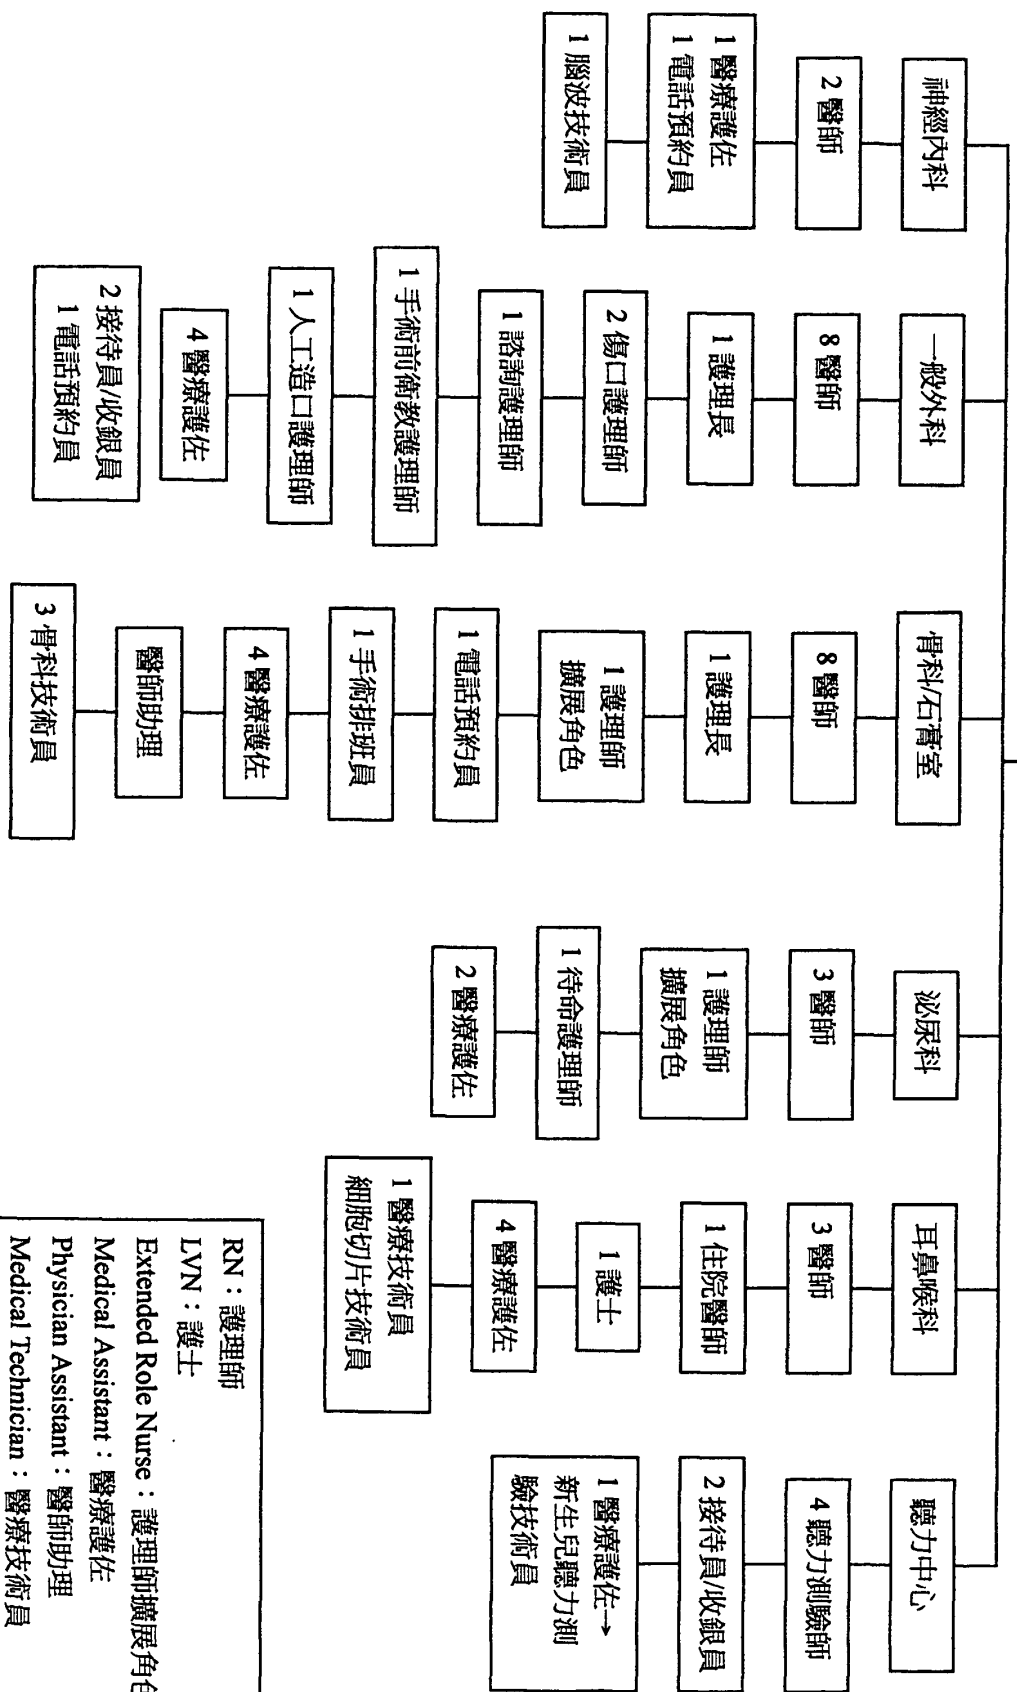 神經內科
2 醫師
1 醫療護佐
1 電話預約員
1 腦波技術員
一般外科
8 醫師
1 護理長
2 傷口護理師
1 諮詢護理師
1 手術前衛教護理師
1 人工造口護理師
4 醫療護佐
2 接待員/收銀員
1 電話預約員
骨科/石膏室
8 醫師
1 護理長
1 護理師
擴展角色
1 電話預約員
1 手術排班員
4 醫療護佐
醫師助理
3 骨科技術員
泌尿科
3 醫師
1 護理師
擴展角色
1 待命護理師
2 醫療護佐
耳鼻喉科
3 醫師
1 住院醫師
1 護士
4 醫療護佐
1 醫療技術員
細胞切片技術員
聽力中心
4 聽力測驗師
2 接待員/收銀員
1 醫療護佐→
新生兒聽力測
驗技術員
RN：護理師
LVN：護士
Extended Role Nurse：護理師擴展角色
Medical Assistant：醫療護佐
Physician Assistant：醫師助理
Medical Technician：醫療技術員